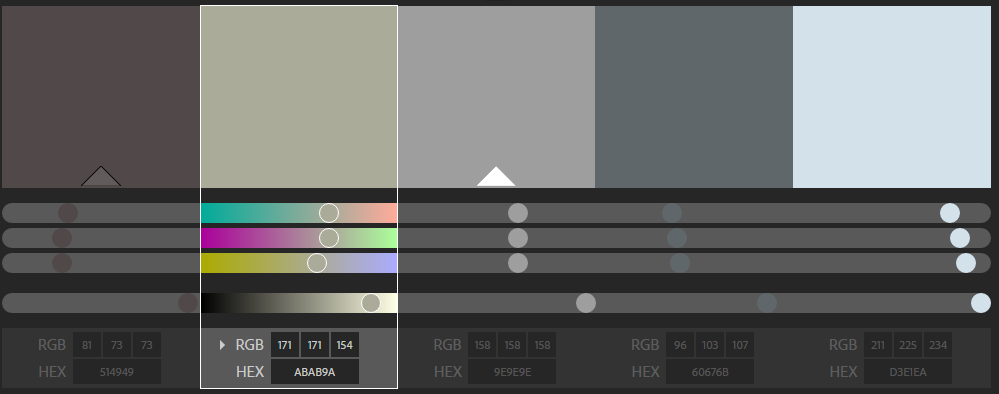 RGB 81 73 73
HEX 514949
RGB 171 171 154
HEX ABAB9A
RGB 158 158 158
HEX 9E9E9E
RGB 96 103 107
HEX 60676B
RGB 211 225 234
HEX D3E1EA